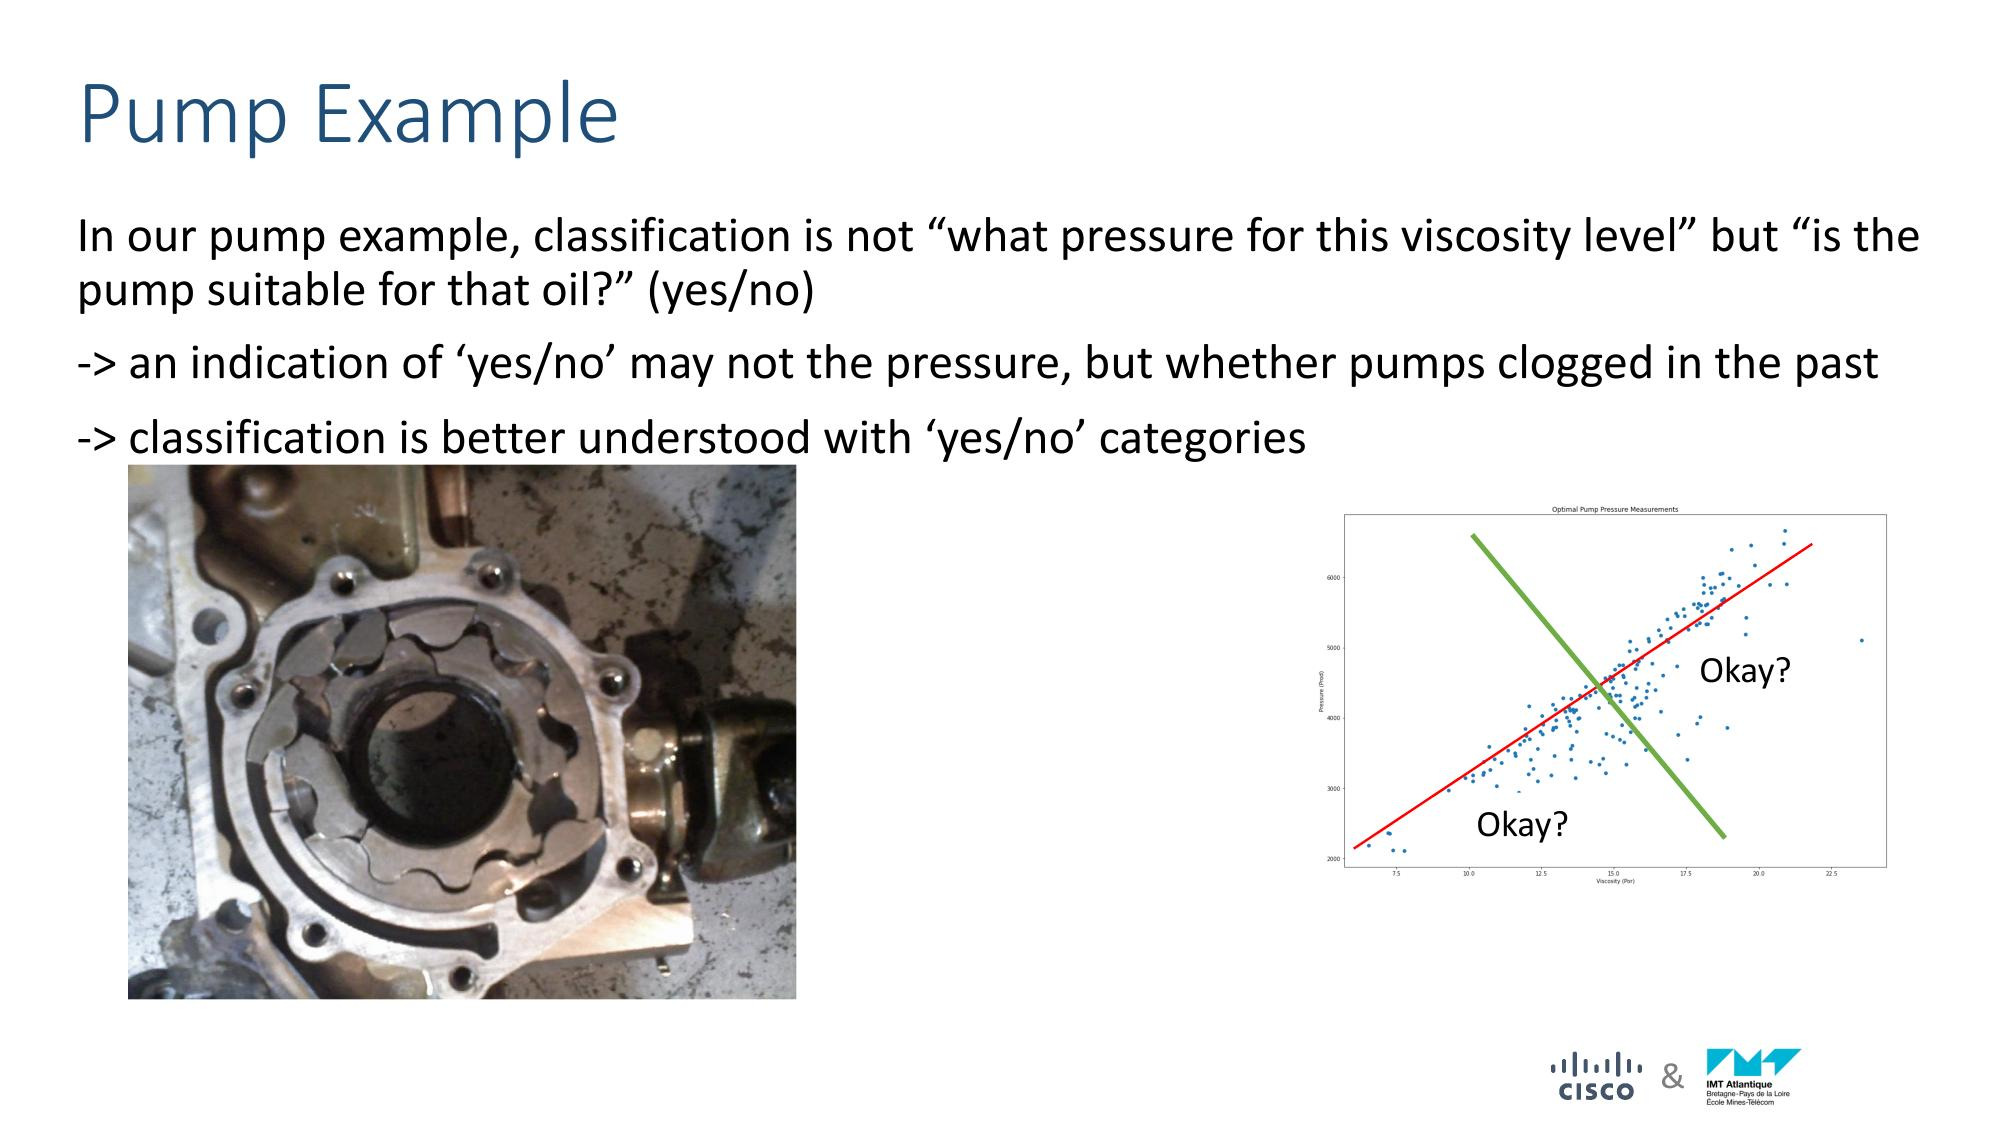 Pump Example
In our pump example, classification is not “what pressure for this viscosity level” but “is the
pump suitable for that oil?” (yes/no)
-> an indication of ‘yes/no’ may not the pressure, but whether pumps clogged in the past
-> classification is better understood with ‘yes/no’ categories
Optimal Pump Pressure Measurements
6000
5000
4000
3000
2000
Pressure (Prod)
Okay?
Okay?
7.5 10.0 12.5 15.0 17.5 20.0 22.5
Viscosity (Por)
CISCO
&
IMT Atlantique
Bretagne-Pays de la Loire
École Mines-Télécom